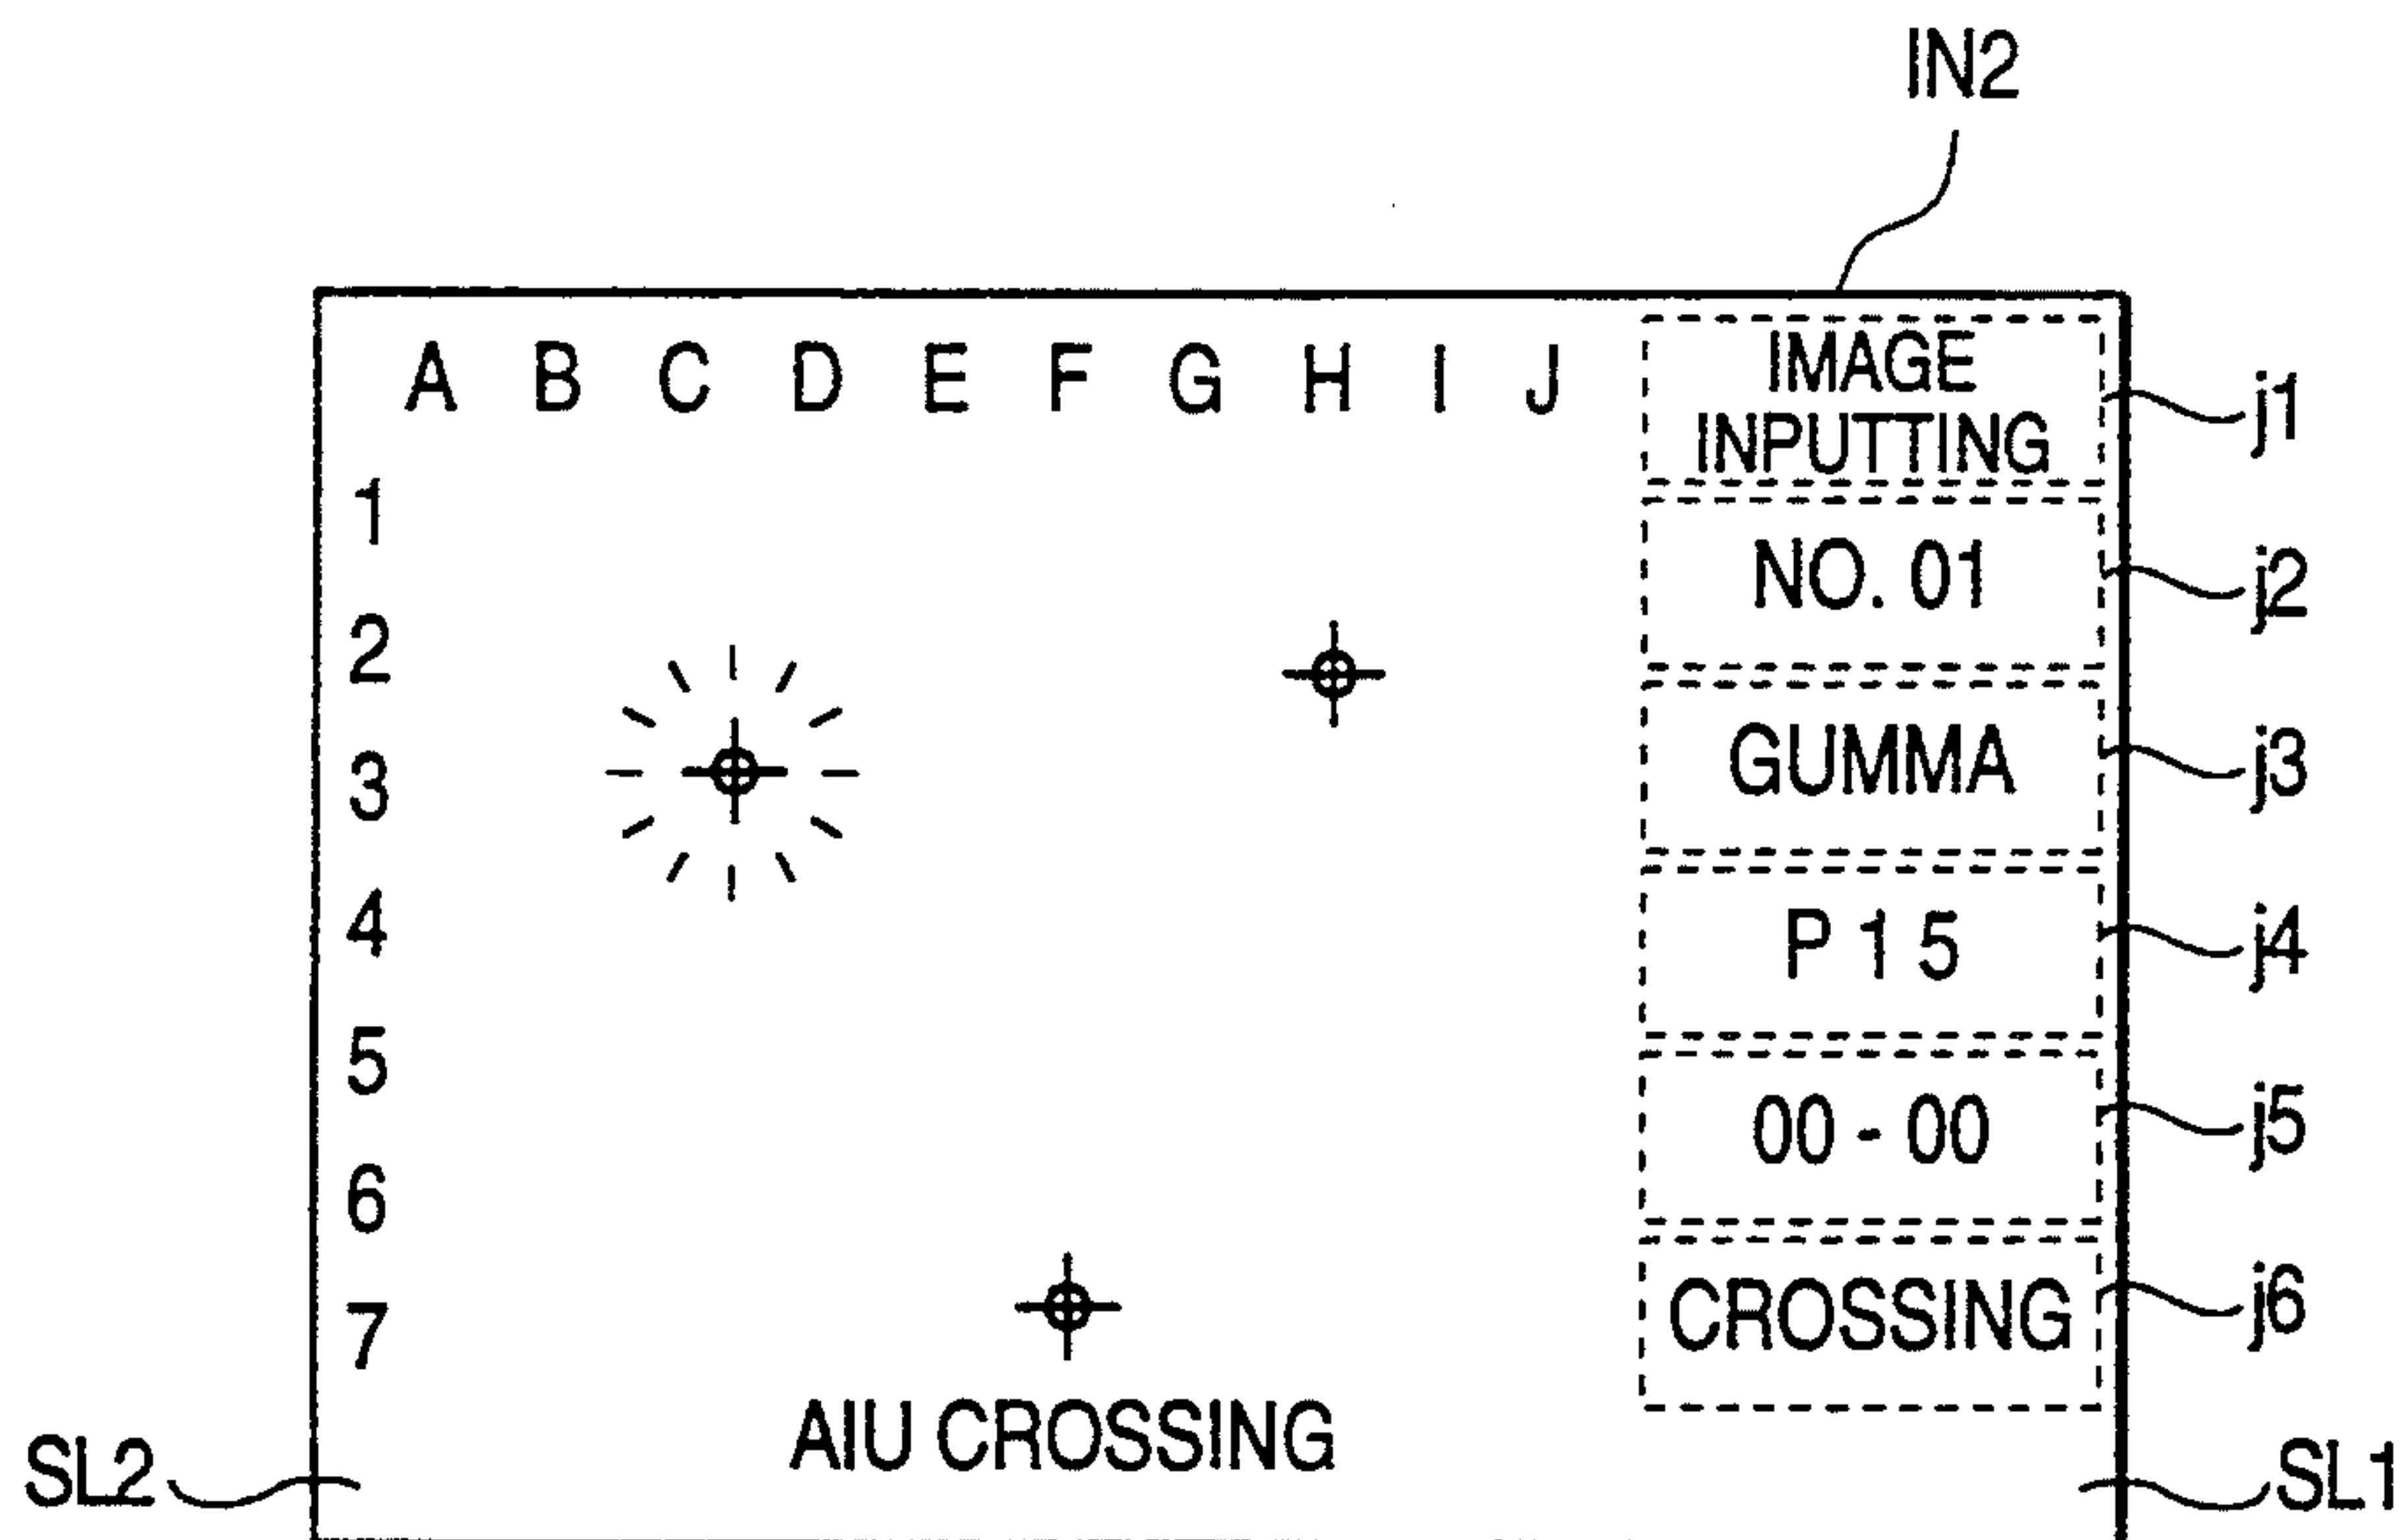 IN2
A B C D E F G H I J
IMAGE
INPUTTING
j1
1
NO. 01
j2
2
GUMMA
j3
3
P 1 5
j4
4
00 - 00
j5
5
6
CROSSING
j6
7
AIU CROSSING
SL2
SL1